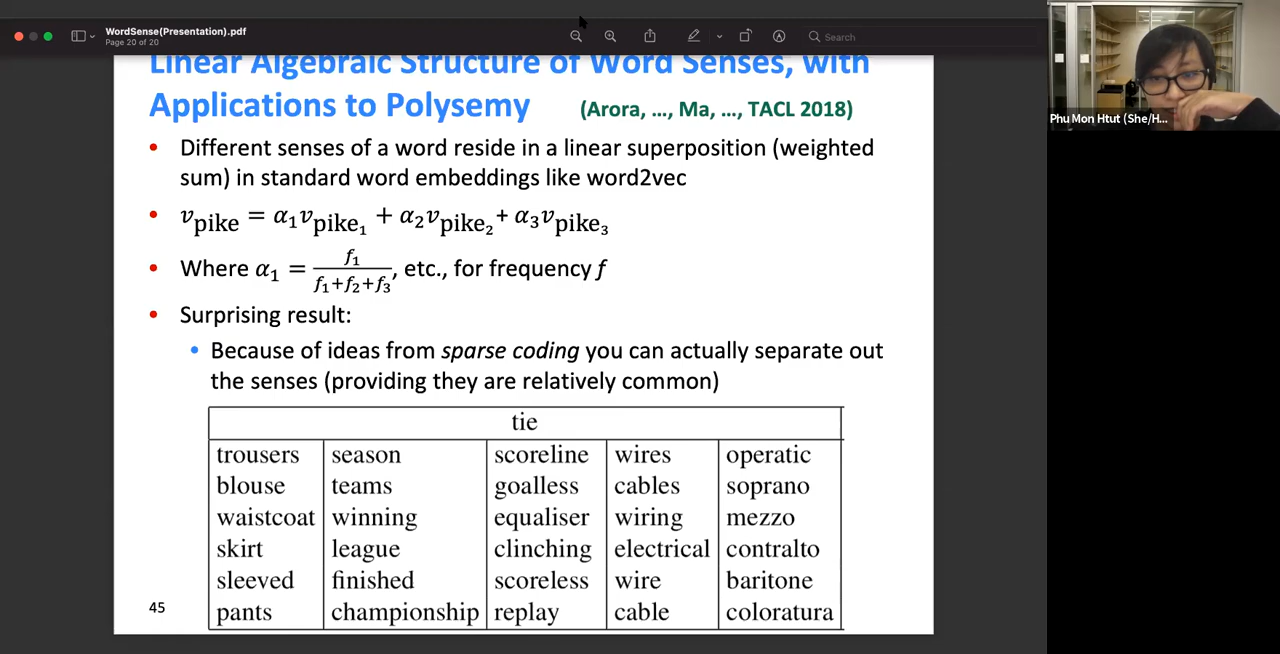 WordSense(Presentation).pdf
Page 20 of 20
Search
Phu Mon Htut (She/H...
Linear Algebraic Structure of Word Senses, with
Applications to Polysemy (Arora, ..., Ma, ..., TACL 2018)
• Different senses of a word reside in a linear superposition (weighted
sum) in standard word embeddings like word2vec
• v_pike = α₁v_pike₁ + α₂v_pike₂ + α₃v_pike₃
• Where α₁ = f₁/(f₁+f₂+f₃), etc., for frequency f
• Surprising result:
• Because of ideas from sparse coding you can actually separate out
the senses (providing they are relatively common)
tie
trousers season scoreline wires operatic
blouse teams goalless cables soprano
waistcoat winning equaliser wiring mezzo
skirt league clinching electrical contralto
sleeved finished scoreless wire baritone
pants championship replay cable coloratura
45